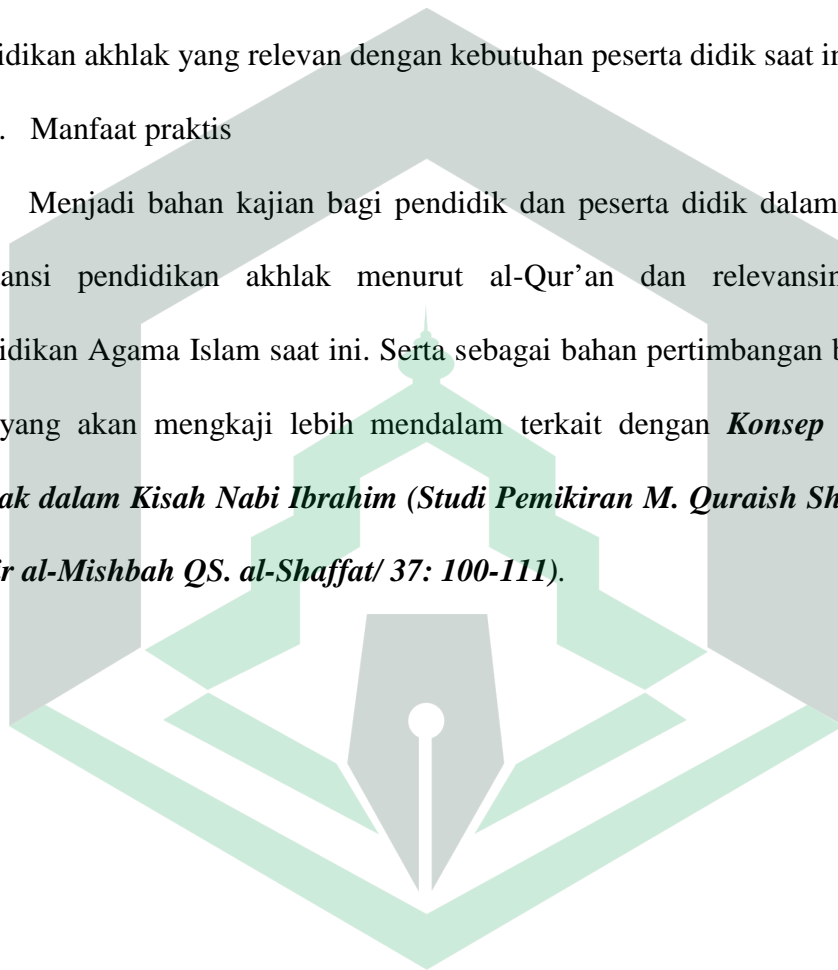 didikan akhlak yang relevan dengan kebutuhan peserta didik saat in
. Manfaat praktis
Menjadi bahan kajian bagi pendidik dan peserta didik dalam
ansi pendidikan akhlak menurut al-Qur’an dan relevansin
didikan Agama Islam saat ini. Serta sebagai bahan pertimbangan b
yang akan mengkaji lebih mendalam terkait dengan Konsep
ak dalam Kisah Nabi Ibrahim (Studi Pemikiran M. Quraish Sh
ir al-Mishbah QS. al-Shaffat/ 37: 100-111).